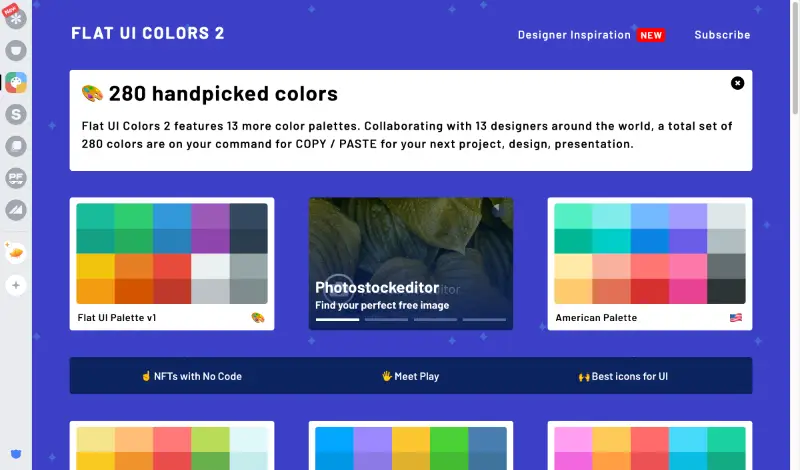 Hot
FLAT UI COLORS 2
Designer Inspiration NEW
Subscribe
280 handpicked colors
Flat UI Colors 2 features 13 more color palettes. Collaborating with 13 designers around the world, a total set of
280 colors are on your command for COPY / PASTE for your next project, design, presentation.
S
PF
Photostockeditor
Find your perfect free image
Flat UI Palette v1
American Palette
NFTs with No Code
Meet Play
Best icons for UI